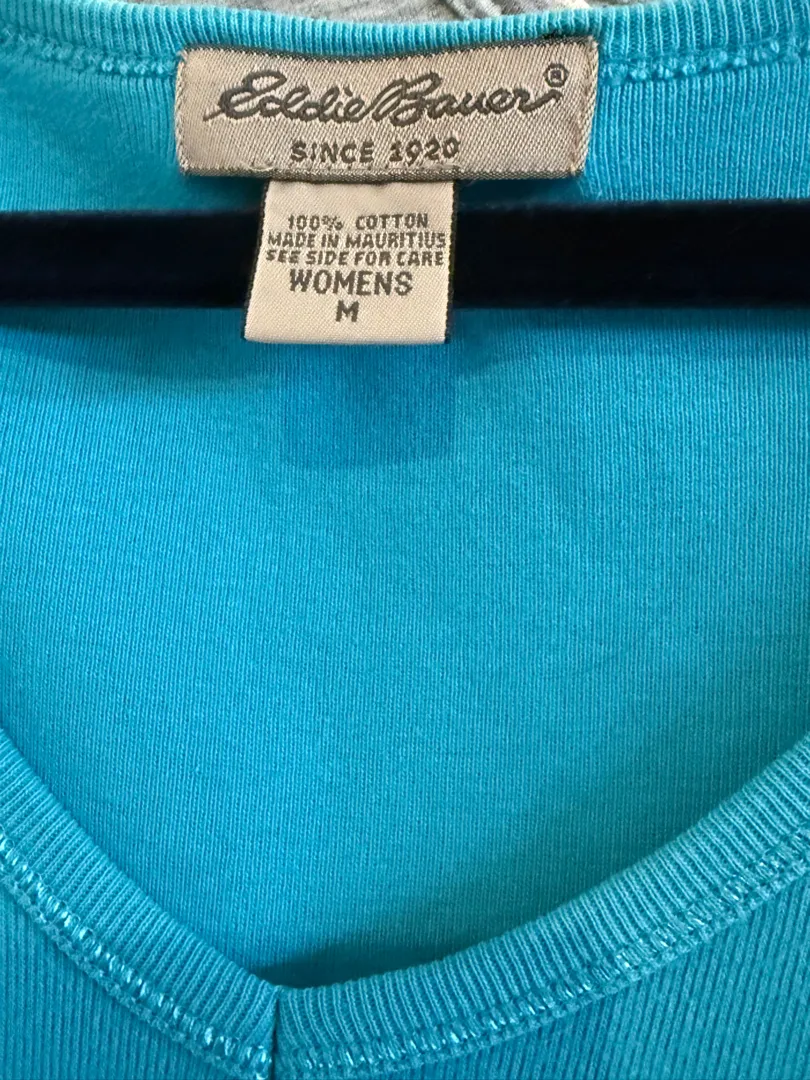 Eddie Bauer®
SINCE 1920
100% COTTON
MADE IN MAURITIUS
SEE SIDE FOR CARE
WOMENS
M